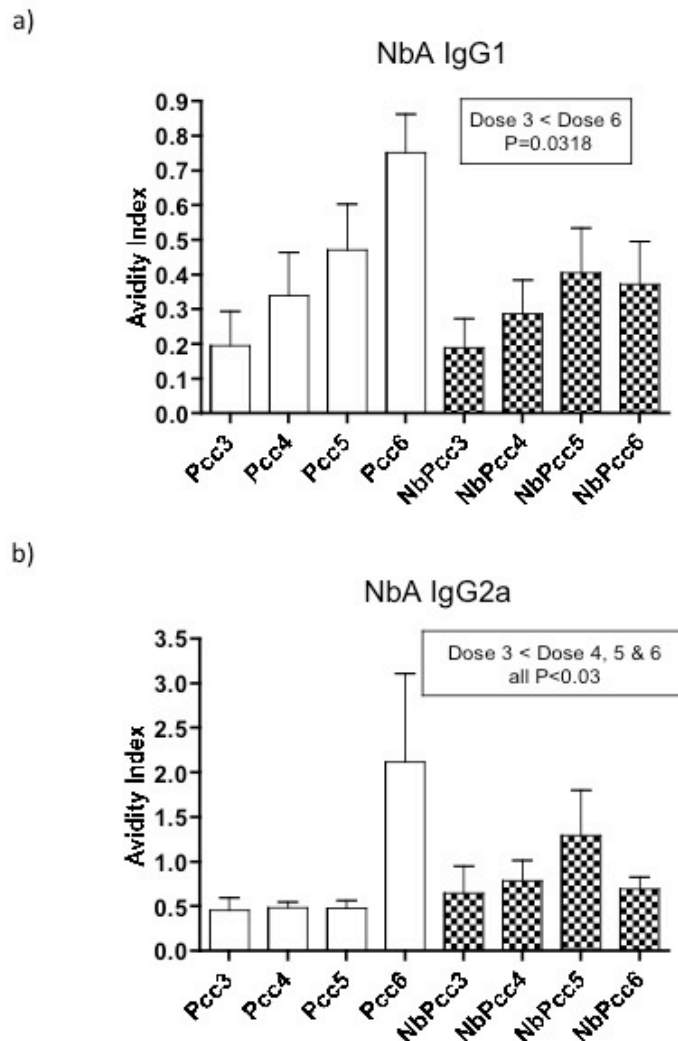 a)
NbA IgG1
Dose 3 < Dose 6
P=0.0318
Avidity Index
0.9
0.8
0.7
0.6
0.5
0.4
0.3
0.2
0.1
0.0
Pcc3
Pcc4
Pcc5
Pcc6
NbPcc3
NbPcc4
NbPcc5
NbPcc6
b)
NbA IgG2a
Dose 3 < Dose 4, 5 & 6
all P<0.03
Avidity Index
3.5
3.0
2.5
2.0
1.5
1.0
0.5
0.0
Pcc3
Pcc4
Pcc5
Pcc6
NbPcc3
NbPcc4
NbPcc5
NbPcc6